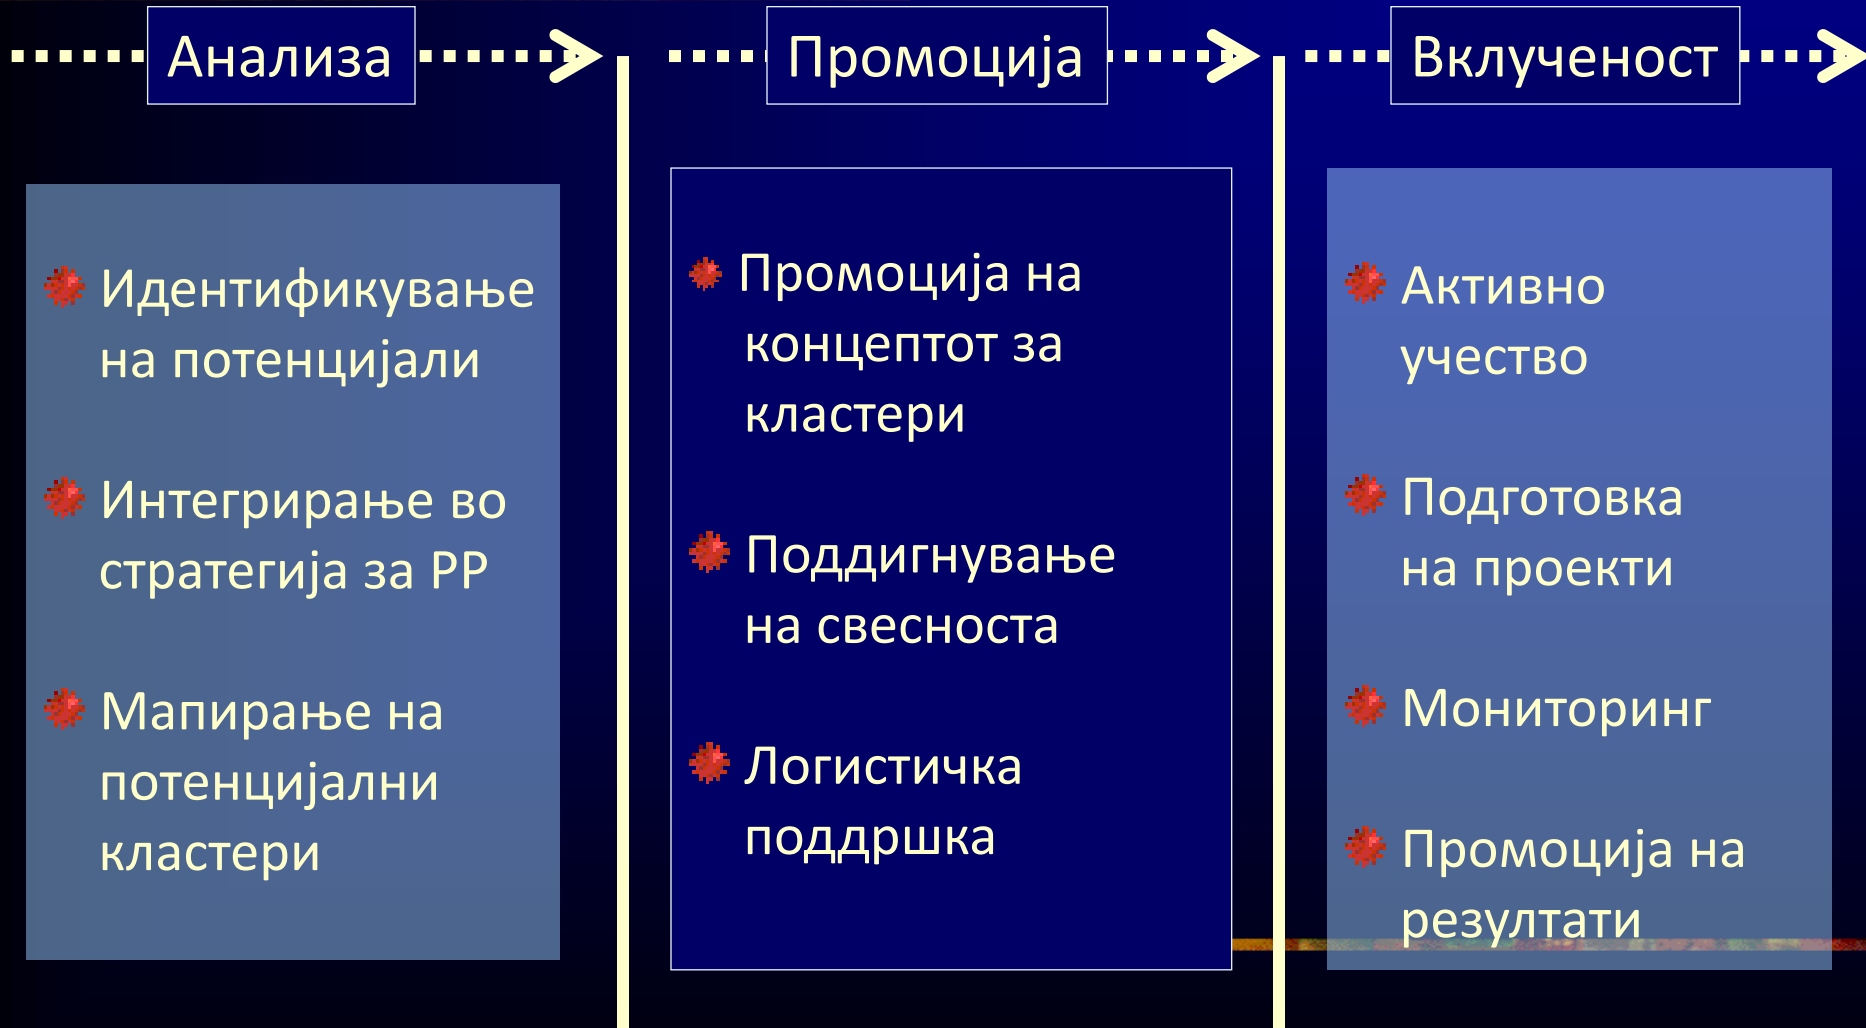 Анализа
Промоција
Вклученост
Идентификување
на потенцијали
Интегрирање во
стратегија за РР
Мапирање на
потенцијални
кластери
Промоција на
концептот за
кластери
Поддигнување
на свесноста
Логистичка
поддршка
Активно
учество
Подготовка
на проекти
Мониторинг
Промоција на
резултати